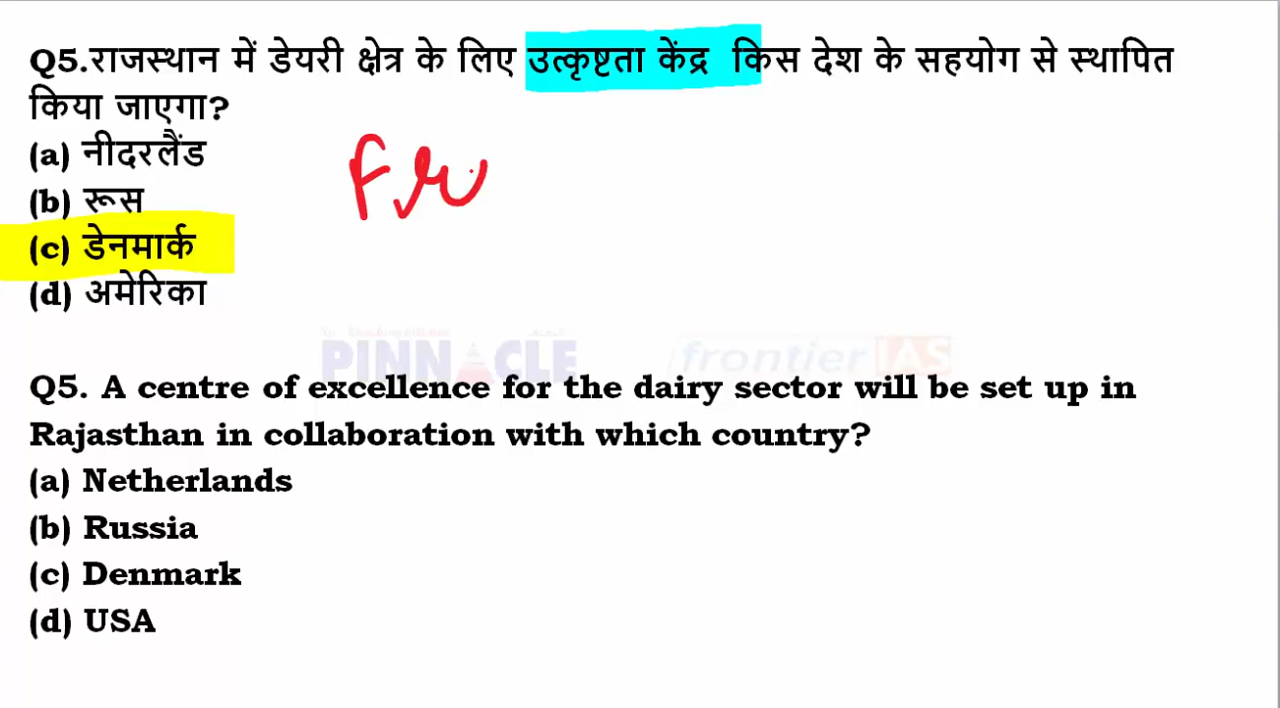 Q5.राजस्थान में डेयरी क्षेत्र के लिए उत्कृष्टता केंद्र किस देश के सहयोग से स्थापित
किया जाएगा?
(a) नीदरलैंड
(b) रूस
(c) डेनमार्क
(d) अमेरिका
PINNACLE frontier IAS
Q5. A centre of excellence for the dairy sector will be set up in
Rajasthan in collaboration with which country?
(a) Netherlands
(b) Russia
(c) Denmark
(d) USA